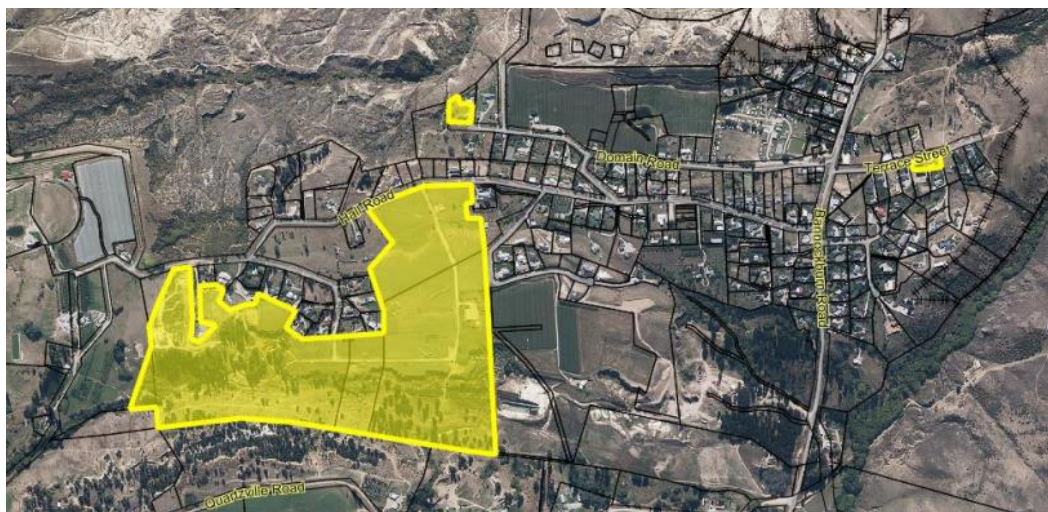 Domain Road
Terrace Street
Hall Road
Bannockburn Road
Quartzville Road